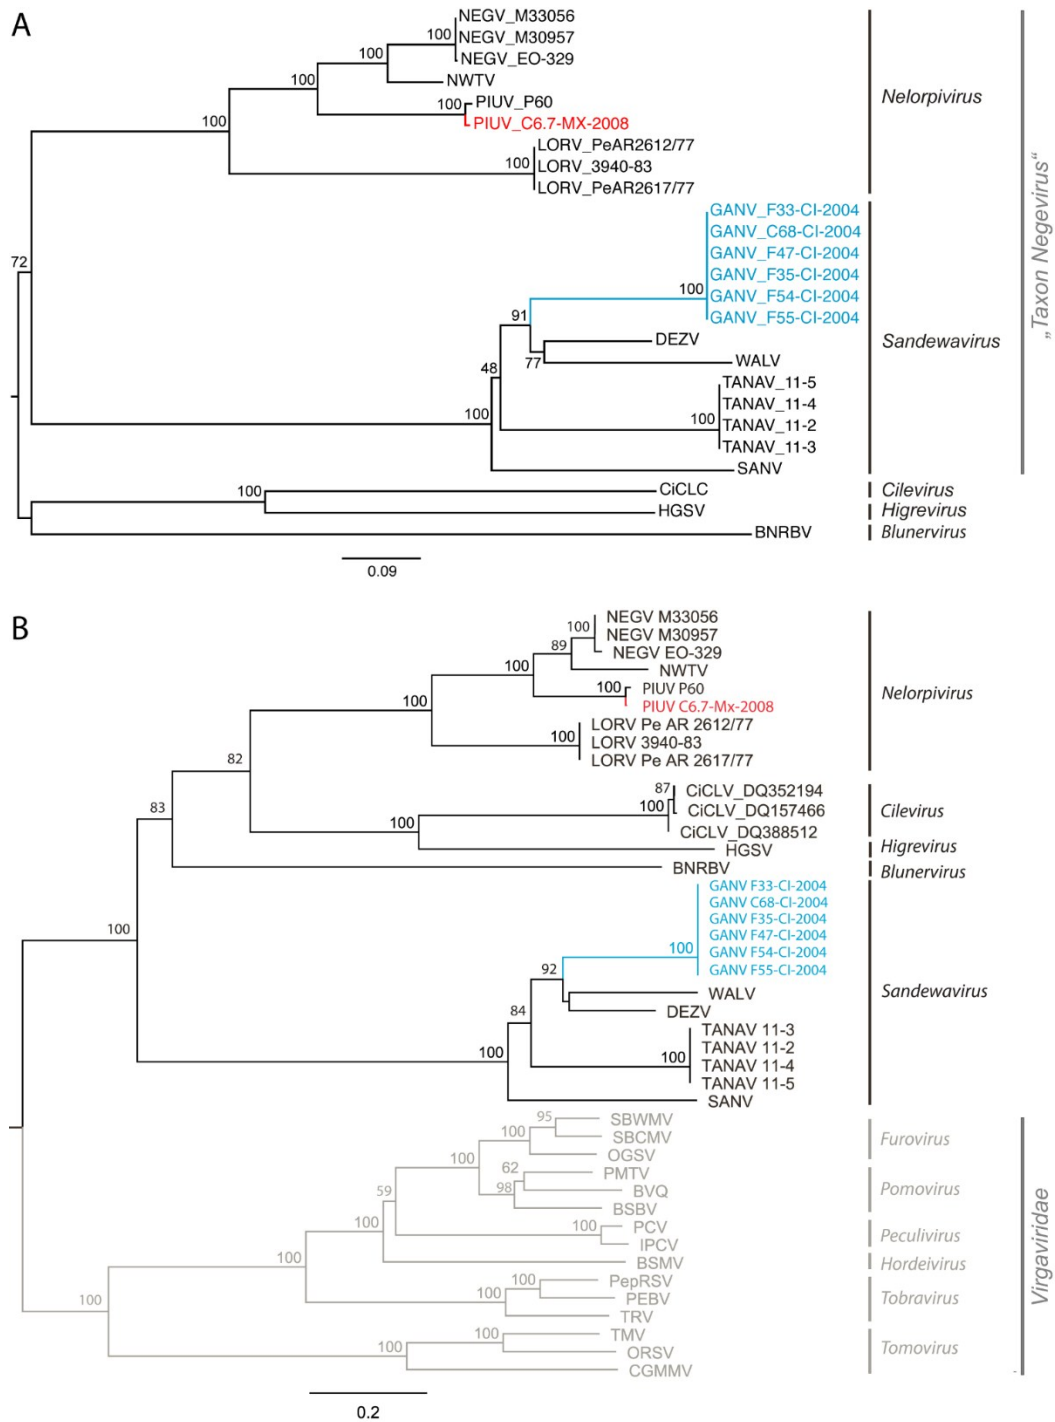 A
NEGV_M33056
100
NEGV_M30957
100
NEGV_EO-329
100
NWTV
100
PIUV_P60
Nelorpivirus
100
PIUV_C6.7-MX-2008
LORV_PeAR2612/77
100
LORV_3940-83
LORV_PeAR2617/77
„Taxon Negevirus“
GANV_F33-CI-2004
GANV_C68-CI-2004
GANV_F47-CI-2004
72
GANV_F35-CI-2004
100
GANV_F54-CI-2004
91
GANV_F55-CI-2004
DEZV
Sandewavirus
77
WALV
48
TANAV_11-5
TANAV_11-4
100
100
TANAV_11-2
TANAV_11-3
SANV
100
CiCLC
Cilevirus
HGSV
Higrevirus
BNRBV
Blunervirus
0.09
B
NEGV M33056
100
NEGV M30957
89
NEGV EO-329
100
NWTV
100
PIUV P60
Nelorpivirus
100
PIUV C6.7-Mx-2008
LORV Pe AR 2612/77
100
LORV 3940-83
82
LORV Pe AR 2617/77
87
CiCLV_DQ352194
83
100
CiCLV_DQ157466
Cilevirus
100
CiCLV_DQ388512
HGSV
Higrevirus
BNRBV
Blunervirus
GANV F33-CI-2004
GANV C68-CI-2004
GANV F35-CI-2004
100
GANV F47-CI-2004
100
GANV F54-CI-2004
92
GANV F55-CI-2004
WALV
Sandewavirus
84
DEZV
TANAV 11-3
100
TANAV 11-2
100
TANAV 11-4
TANAV 11-5
SANV
95
SBWMV
100
SBCMV
Furovirus
100
OGSV
62
PMTV
59
98
BVQ
Pomovirus
BSBV
100
100
PCV
Peculivirus
IPCV
100
BSMV
Hordeivirus
100
PepRSV
100
PEBV
Tobravirus
100
TRV
100
TMV
100
ORSV
Tomovirus
CGMMV
Virgaviridae
0.2